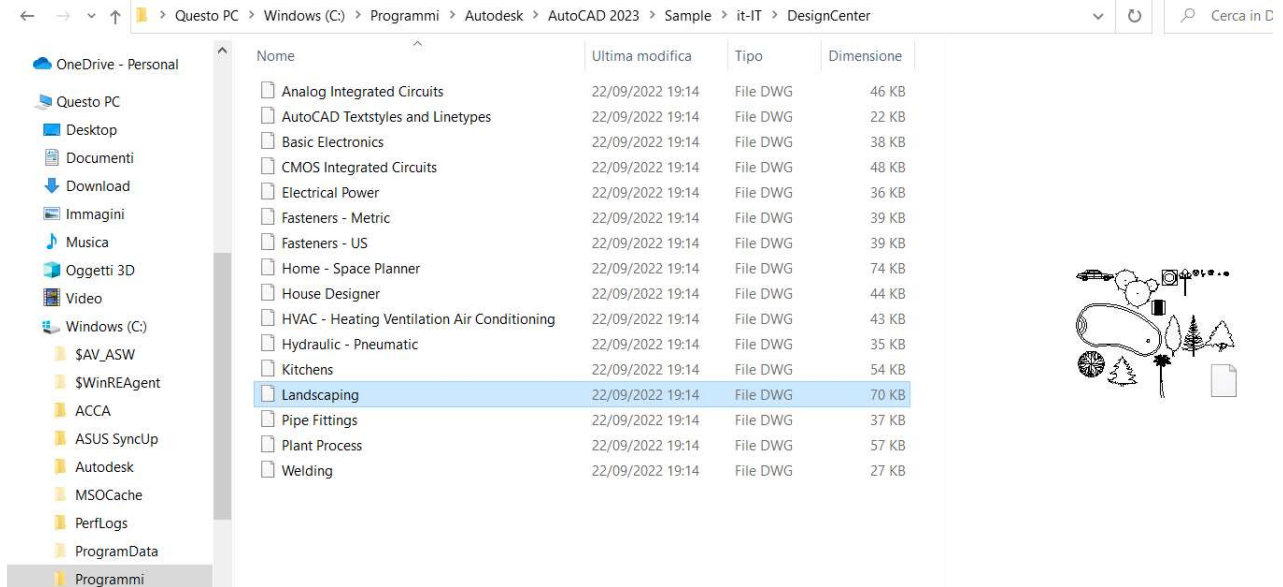 Questo PC > Windows (C:) > Programmi > Autodesk > AutoCAD 2023 > Sample > it-IT > DesignCenter
Cerca in D
OneDrive - Personal
Questo PC
Desktop
Documenti
Download
Immagini
Musica
Oggetti 3D
Video
Windows (C:)
$AV_ASW
$WinREAgent
ACCA
ASUS SyncUp
Autodesk
MSOCache
PerfLogs
ProgramData
Programmi
Nome Ultima modifica Tipo Dimensione
Analog Integrated Circuits 22/09/2022 19:14 File DWG 46 KB
AutoCAD Textstyles and Linetypes 22/09/2022 19:14 File DWG 22 KB
Basic Electronics 22/09/2022 19:14 File DWG 38 KB
CMOS Integrated Circuits 22/09/2022 19:14 File DWG 48 KB
Electrical Power 22/09/2022 19:14 File DWG 36 KB
Fasteners - Metric 22/09/2022 19:14 File DWG 39 KB
Fasteners - US 22/09/2022 19:14 File DWG 39 KB
Home - Space Planner 22/09/2022 19:14 File DWG 74 KB
House Designer 22/09/2022 19:14 File DWG 44 KB
HVAC - Heating Ventilation Air Conditioning 22/09/2022 19:14 File DWG 43 KB
Hydraulic - Pneumatic 22/09/2022 19:14 File DWG 35 KB
Kitchens 22/09/2022 19:14 File DWG 54 KB
Landscaping 22/09/2022 19:14 File DWG 70 KB
Pipe Fittings 22/09/2022 19:14 File DWG 37 KB
Plant Process 22/09/2022 19:14 File DWG 57 KB
Welding 22/09/2022 19:14 File DWG 27 KB